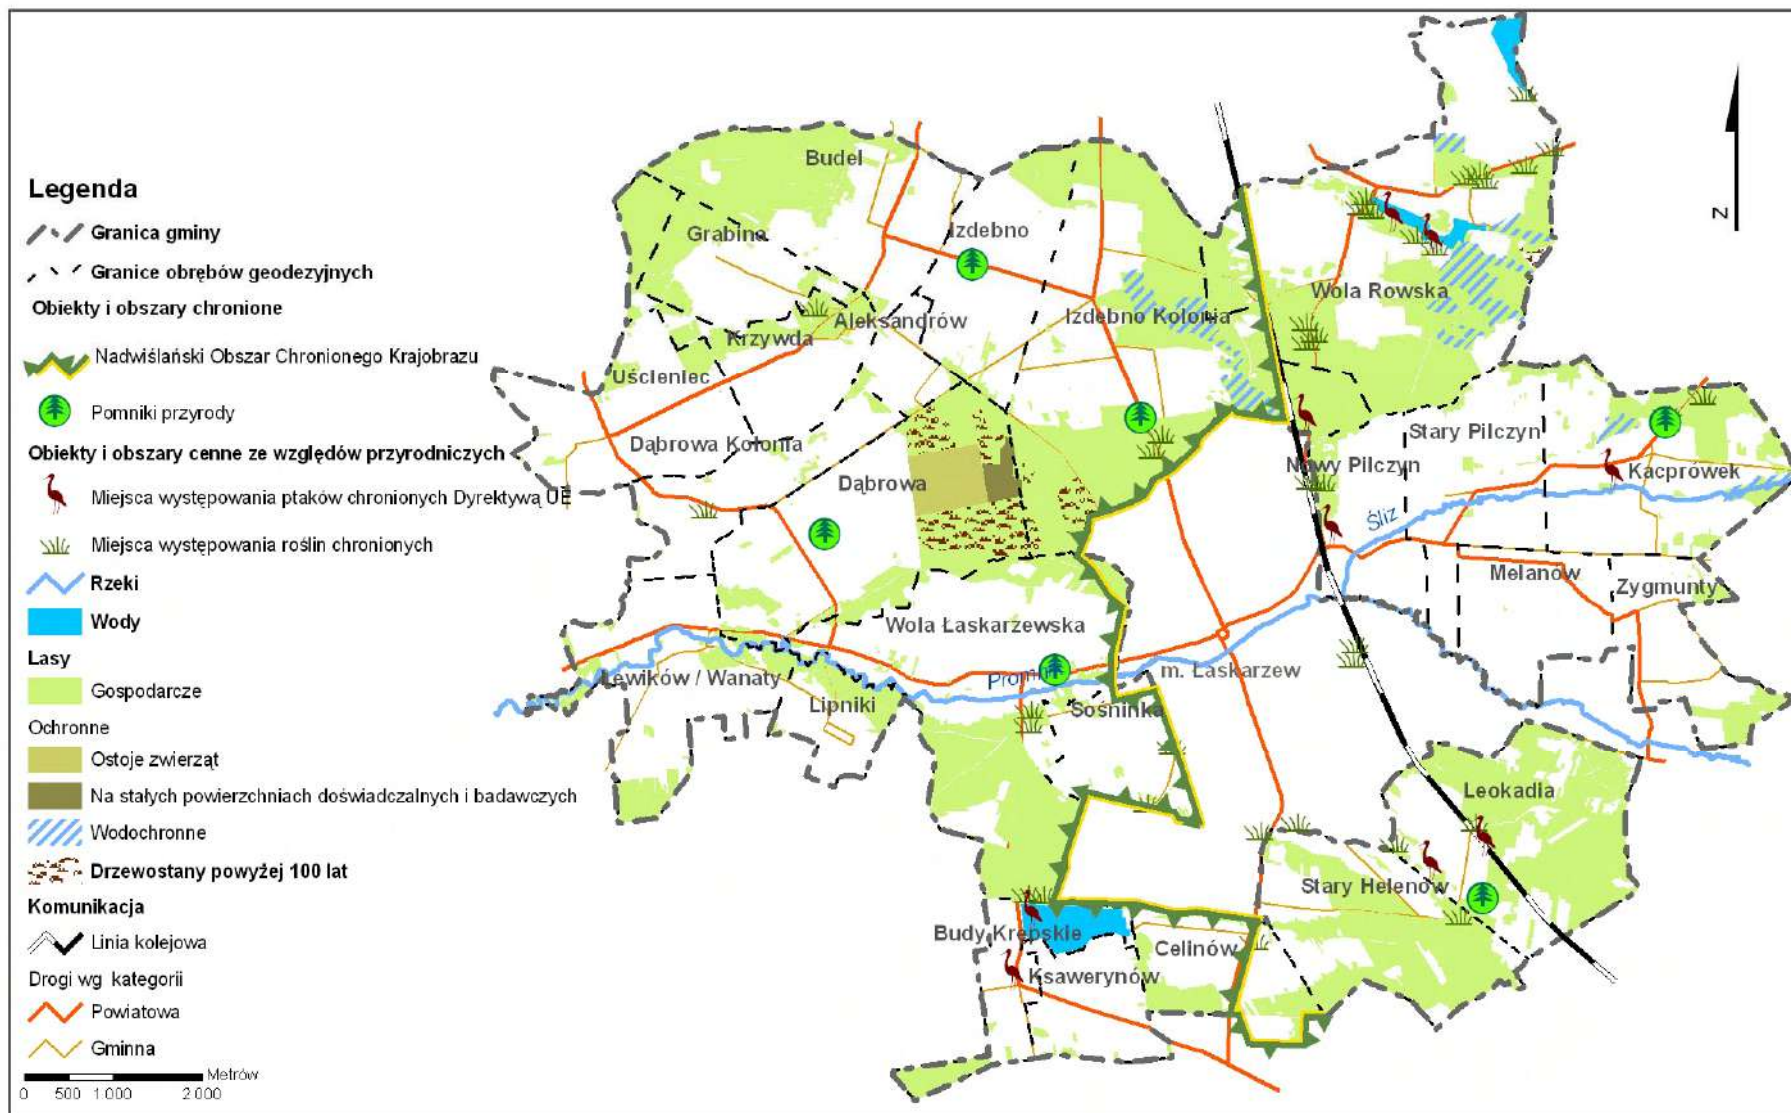 Legenda
Granica gminy
Granice obrębów geodezyjnych
Obiekty i obszary chronione
Nadwiślański Obszar Chronionego Krajobrazu
Pomniki przyrody
Obiekty i obszary cenne ze względów przyrodniczych
Miejsca występowania ptaków chronionych Dyrektywą UE
Miejsca występowania roślin chronionych
Rzeki
Wody
Lasy
Gospodarcze
Ochronne
Ostoje zwierząt
Na stałych powierzchniach doświadczalnych i badawczych
Wodochronne
Drzewostany powyżej 100 lat
Komunikacja
Linia kolejowa
Drogi wg kategorii
Powiatowa
Gminna
Metrów
0 500 1 000 2 000
Budel
Grabina
Izdebno
Z
Wola Rowska
Izdebno Kolonia
Aleksandrów
Krzywda
Uścieniec
Dąbrowa Kolonia
Stary Pilczyn
Nowy Pilczyn
Kacprówek
Dąbrowa
Śliz
Melanów
Zygmunty
Wola Łaskarzewska
m. Łaskarzew
Lewików / Wanaty
Lipniki
Sośninka
Leokadia
Stary Helenów
Budy Krępskie
Celinów
Ksawerynów